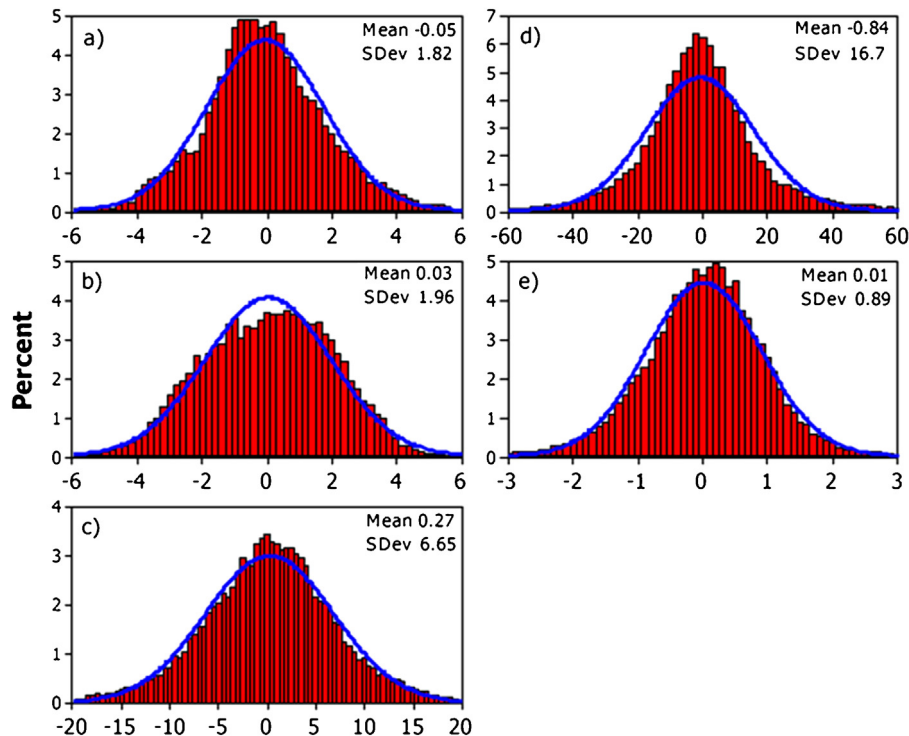 Percent
a)
Mean -0.05
SDev 1.82
5
4
3
2
1
0
-6 -4 -2 0 2 4 6
d)
Mean -0.84
SDev 16.7
7
6
5
4
3
2
1
0
-60 -40 -20 0 20 40 60
b)
Mean 0.03
SDev 1.96
5
4
3
2
1
0
-6 -4 -2 0 2 4 6
e)
Mean 0.01
SDev 0.89
5
4
3
2
1
0
-3 -2 -1 0 1 2 3
c)
Mean 0.27
SDev 6.65
4
3
2
1
0
-20 -15 -10 -5 0 5 10 15 20